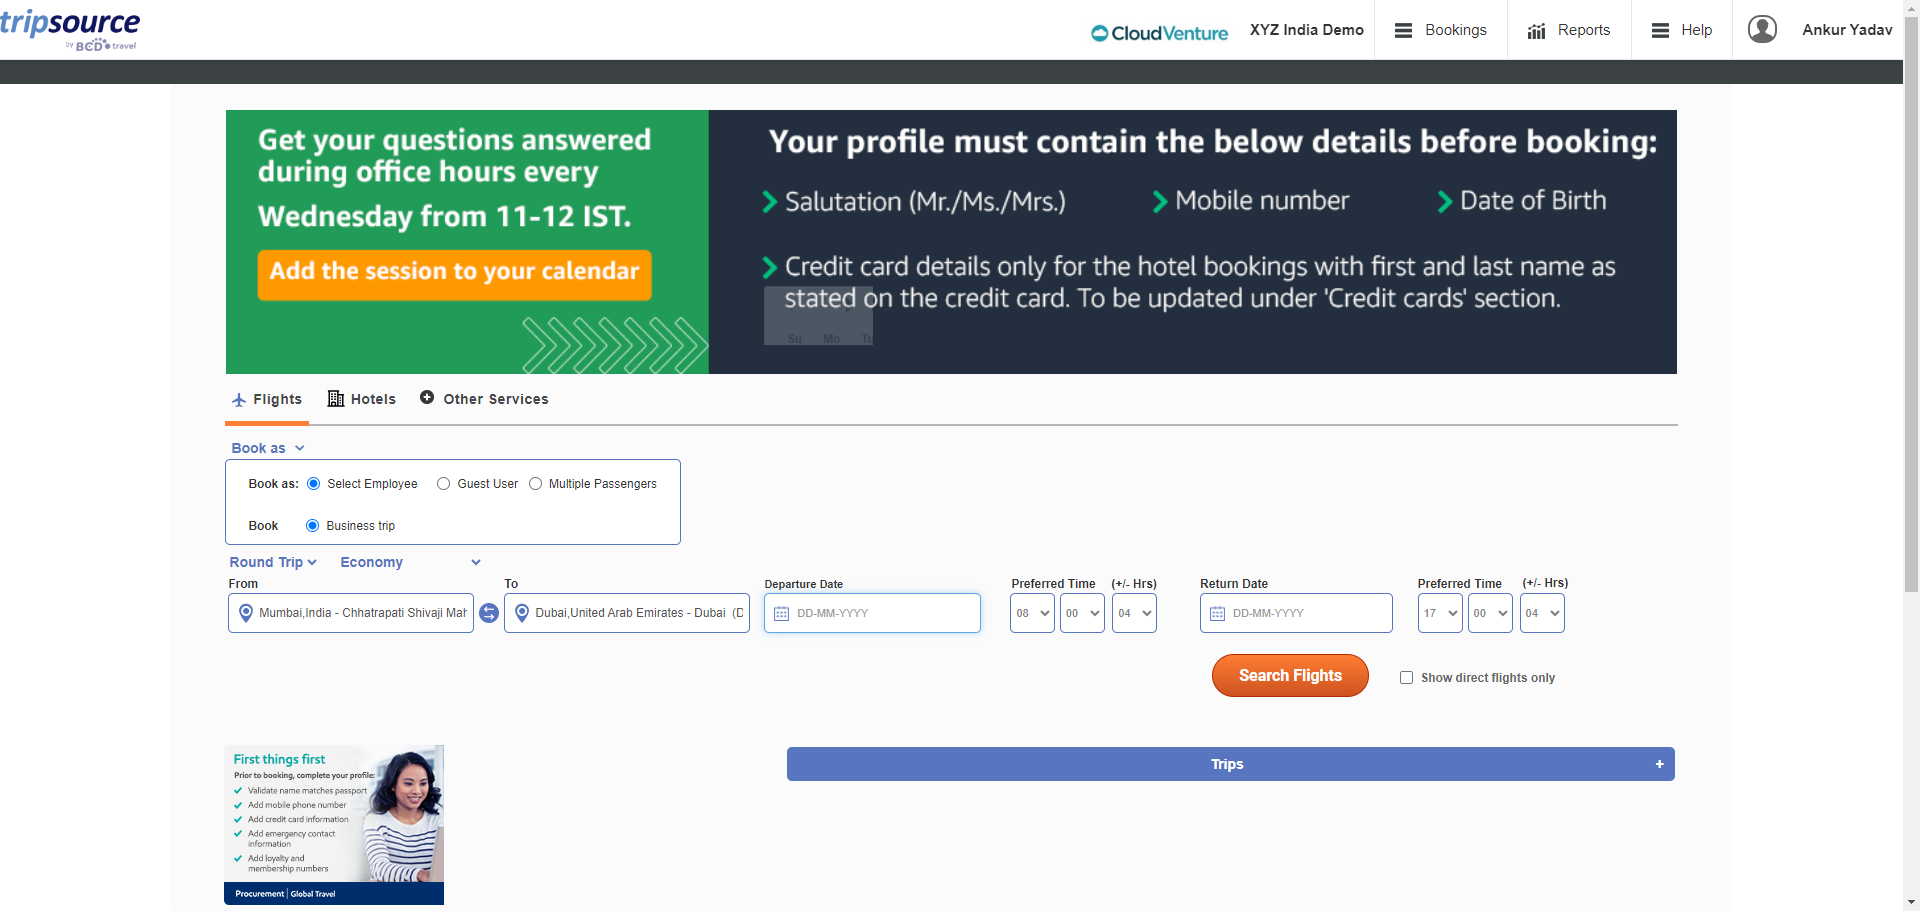 tripsource
by BCD travel
CloudVenture
XYZ India Demo
Bookings
Reports
Help
Ankur Yadav
Get your questions answered
during office hours every
Wednesday from 11-12 IST.
Add the session to your calendar
Your profile must contain the below details before booking:
Salutation (Mr./Ms./Mrs.)
Mobile number
Date of Birth
Credit card details only for the hotel bookings with first and last name as
stated on the credit card. To be updated under 'Credit cards' section.
Su Mo Tu
Flights
Hotels
Other Services
Book as
Book as: Select Employee Guest User Multiple Passengers
Book Business trip
Round Trip Economy
From To Departure Date Preferred Time (+/- Hrs) Return Date Preferred Time (+/- Hrs)
Mumbai,India - Chhatrapati Shivaji Mah Dubai,United Arab Emirates - Dubai (D DD-MM-YYYY 08 00 04 DD-MM-YYYY 17 00 04
Search Flights
Show direct flights only
First things first
Prior to booking, complete your profile:
Validate name matches passport
Add mobile phone number
Add credit card information
Add emergency contact
information
Add loyalty and
membership numbers
Procurement | Global Travel
Trips +